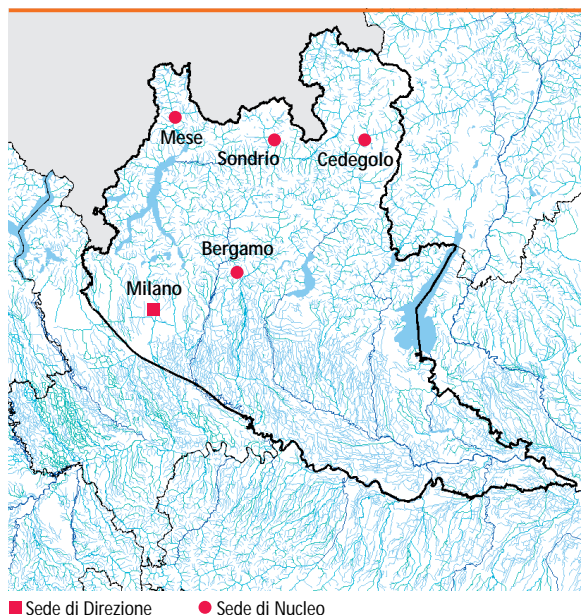 Mese
Sondrio
Cedegolo
Bergamo
Milano
Sede di Direzione
Sede di Nucleo